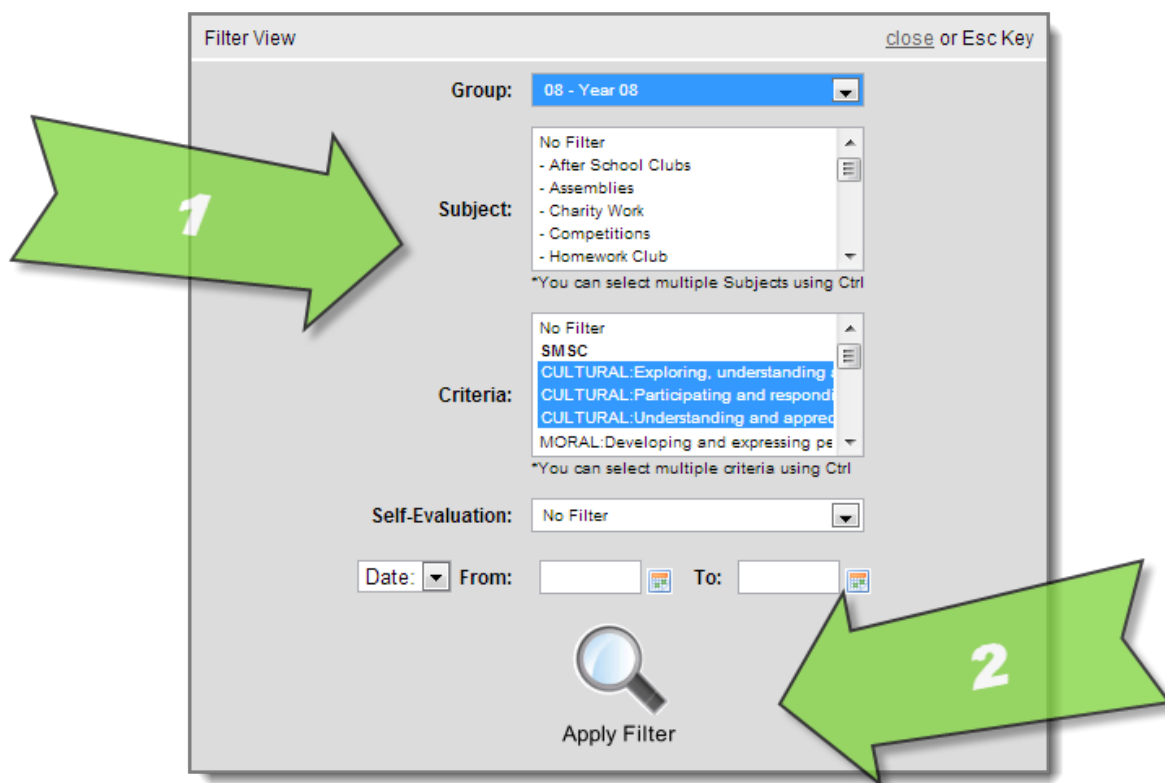 Filter View close or Esc Key
Group: 08 - Year 08
No Filter
- After School Clubs
- Assemblies
Subject: - Charity Work
- Competitions
- Homework Club
*You can select multiple Subjects using Ctrl
No Filter
SMSC
CULTURAL:Exploring, understanding
Criteria: CULTURAL:Participating and respondi
CULTURAL:Understanding and apprec
MORAL:Developing and expressing pe
*You can select multiple criteria using Ctrl
Self-Evaluation: No Filter
Date: From: To:
Apply Filter
1
2